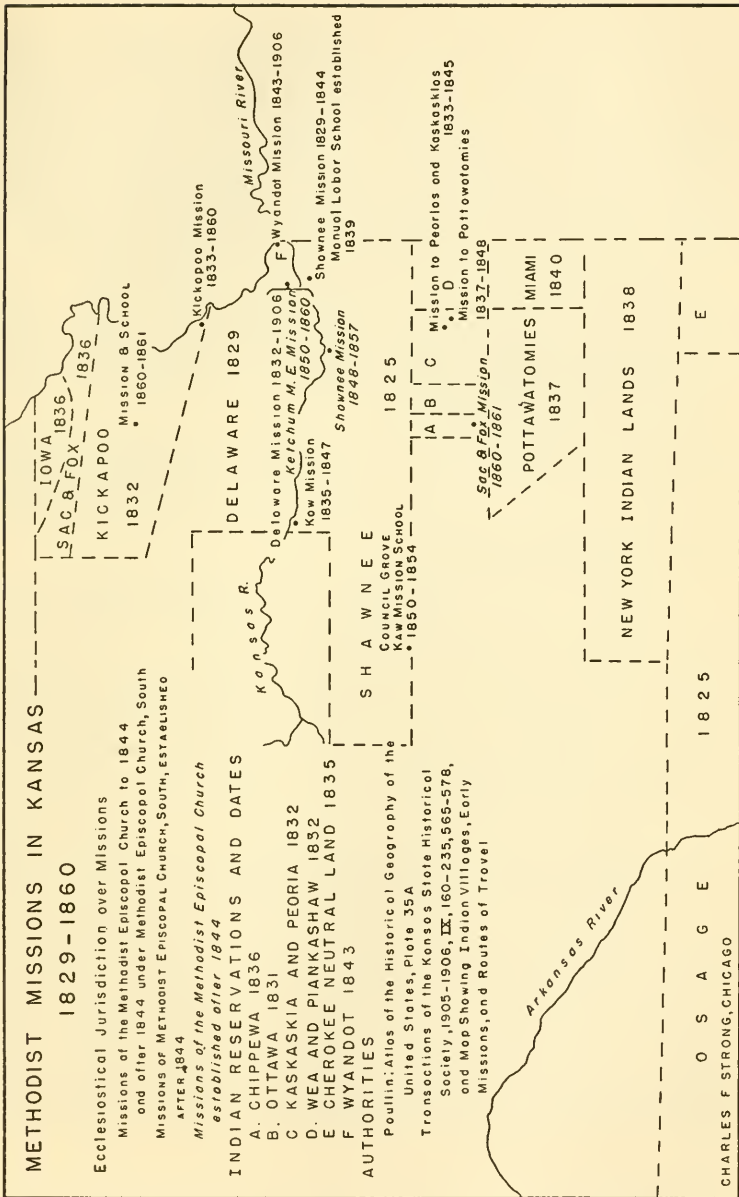 METHODIST MISSIONS IN KANSAS
1829-1860
Ecclesiastical Jurisdiction over Missions
Missions of the Methodist Episcopal Church to 1844
and after 1844 under Methodist Episcopal Church, South
MISSIONS OF METHODIST EPISCOPAL CHURCH, SOUTH, ESTABLISHED
AFTER 1844
Missions of the Methodist Episcopal Church
established after 1844
INDIAN RESERVATIONS AND DATES
A. CHIPPEWA 1836
B. OTTAWA 1831
C KASKASKIA AND PEORIA 1832
D. WEA AND PIANKASHAW 1832
E CHEROKEE NEUTRAL LAND 1835
F WYANDOT 1843
AUTHORITIES
Paullin: Atlas of the Historical Geography of the
United States, Plate 35A
Transactions of the Kansas State Historical
Society, 1905-1906, IX, 160-235, 565-578,
and Map Showing Indian Villages, Early
Missions, and Routes of Travel
IOWA
1836
SAC & FOX
1836
KICKAPOO
1832
Mission & School
1860-1861
Kickapoo Mission
1833-1860
Missouri River
DELAWARE 1829
Kansas R.
Delaware Mission 1832-1906
Ketchum M.E. Mission
1850-1860
F
Wyandot Mission 1843-1906
Shawnee Mission 1829-1844
Manual Labor School established
1839
Kaw Mission
1835-1847
Shawnee Mission
1848-1857
SHAWNEE
1825
COUNCIL GROVE
KAW MISSION SCHOOL
1850-1854
A
B
C
D
Mission to Peorias and Kaskaskias
1833-1845
Mission to Pottowotomies
1837-1848
Sac & Fox Mission
1860-1861
POTTAWATOMIES
1837
MIAMI
1840
NEW YORK INDIAN LANDS 1838
E
Arkansas River
OSAGE
1825
CHARLES F STRONG, CHICAGO